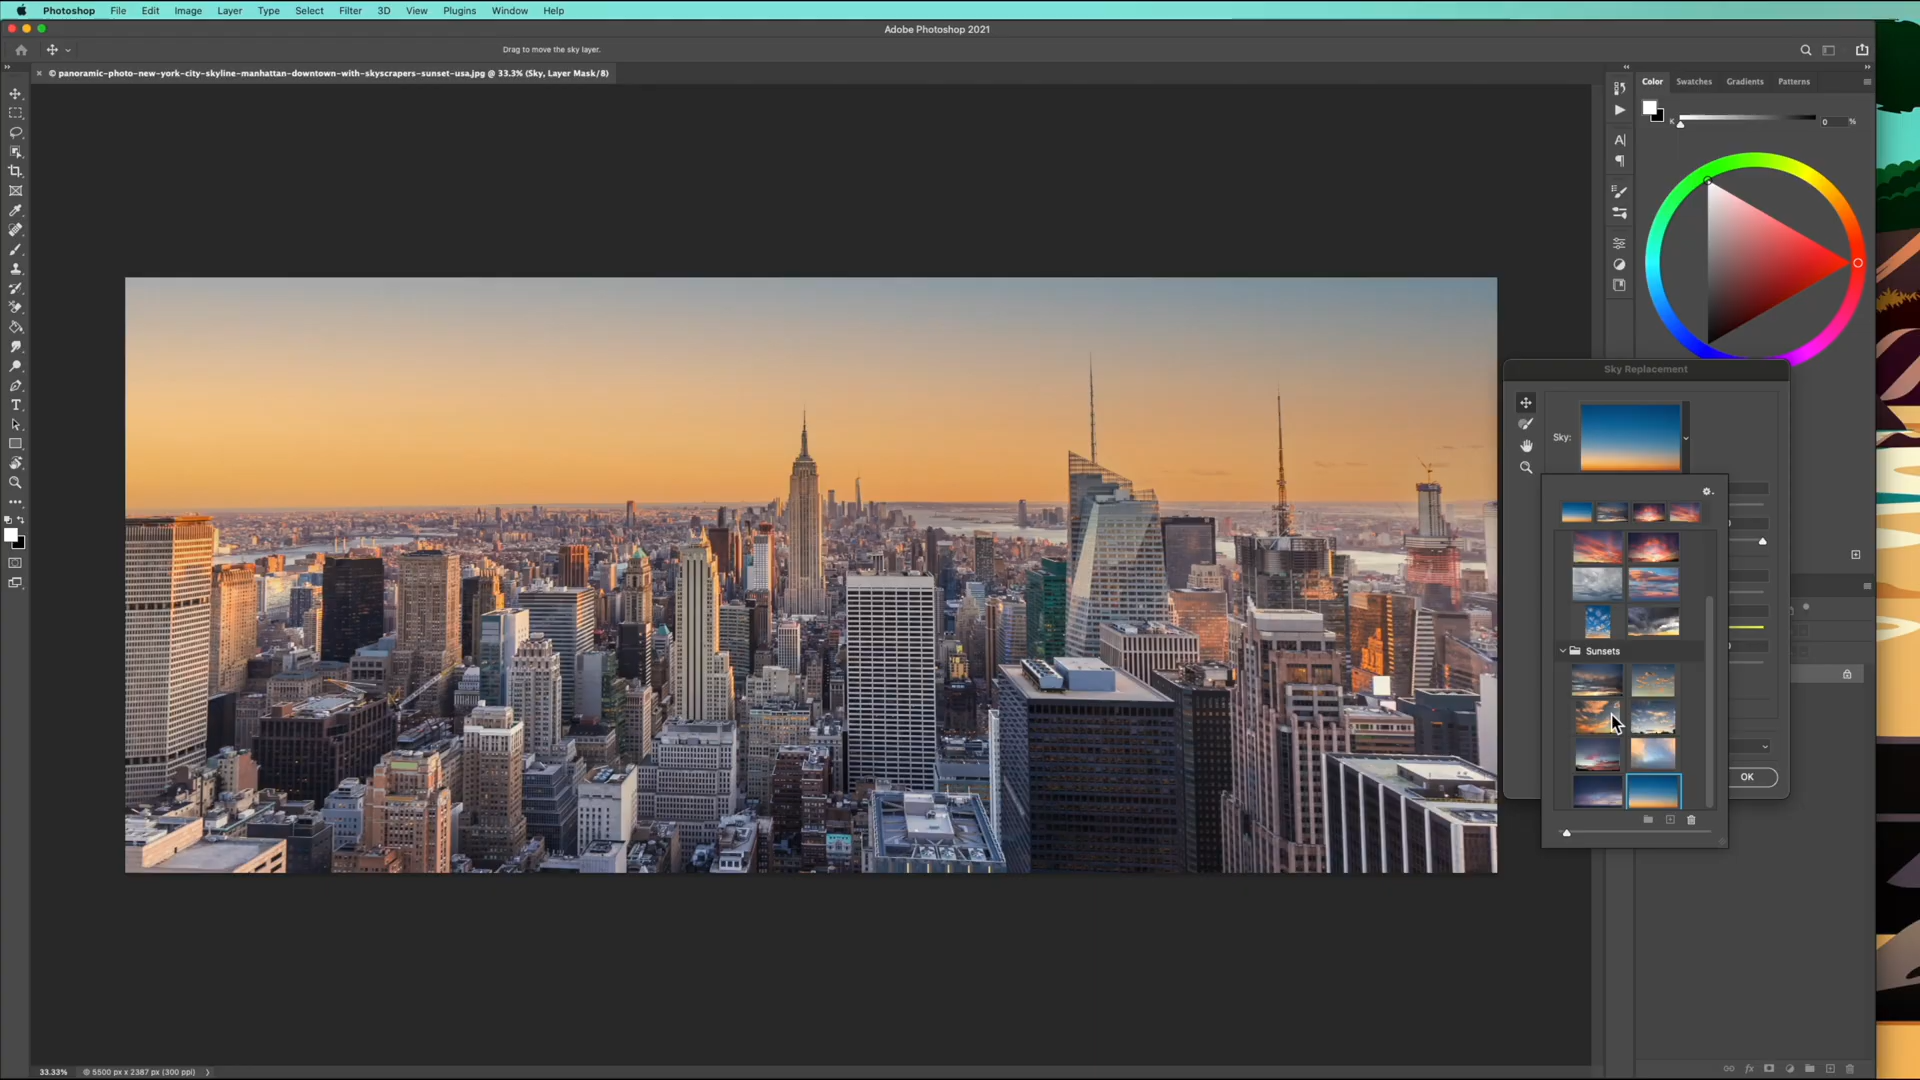 Photoshop File Edit Image Layer Type Select Filter 3D View Plugins Window Help
Adobe Photoshop 2021
Drag to move the sky layer.
© panoramic-photo-new-york-city-skyline-manhattan-downtown-with-skyscrapers-sunset-usa.jpg @ 33.3% (Sky, Layer Mask/8)
Color Swatches Gradients Patterns
K 0 %
Sky Replacement
Sky:
Sunsets
OK
33.33% 5500 px x 2387 px (300 ppi)